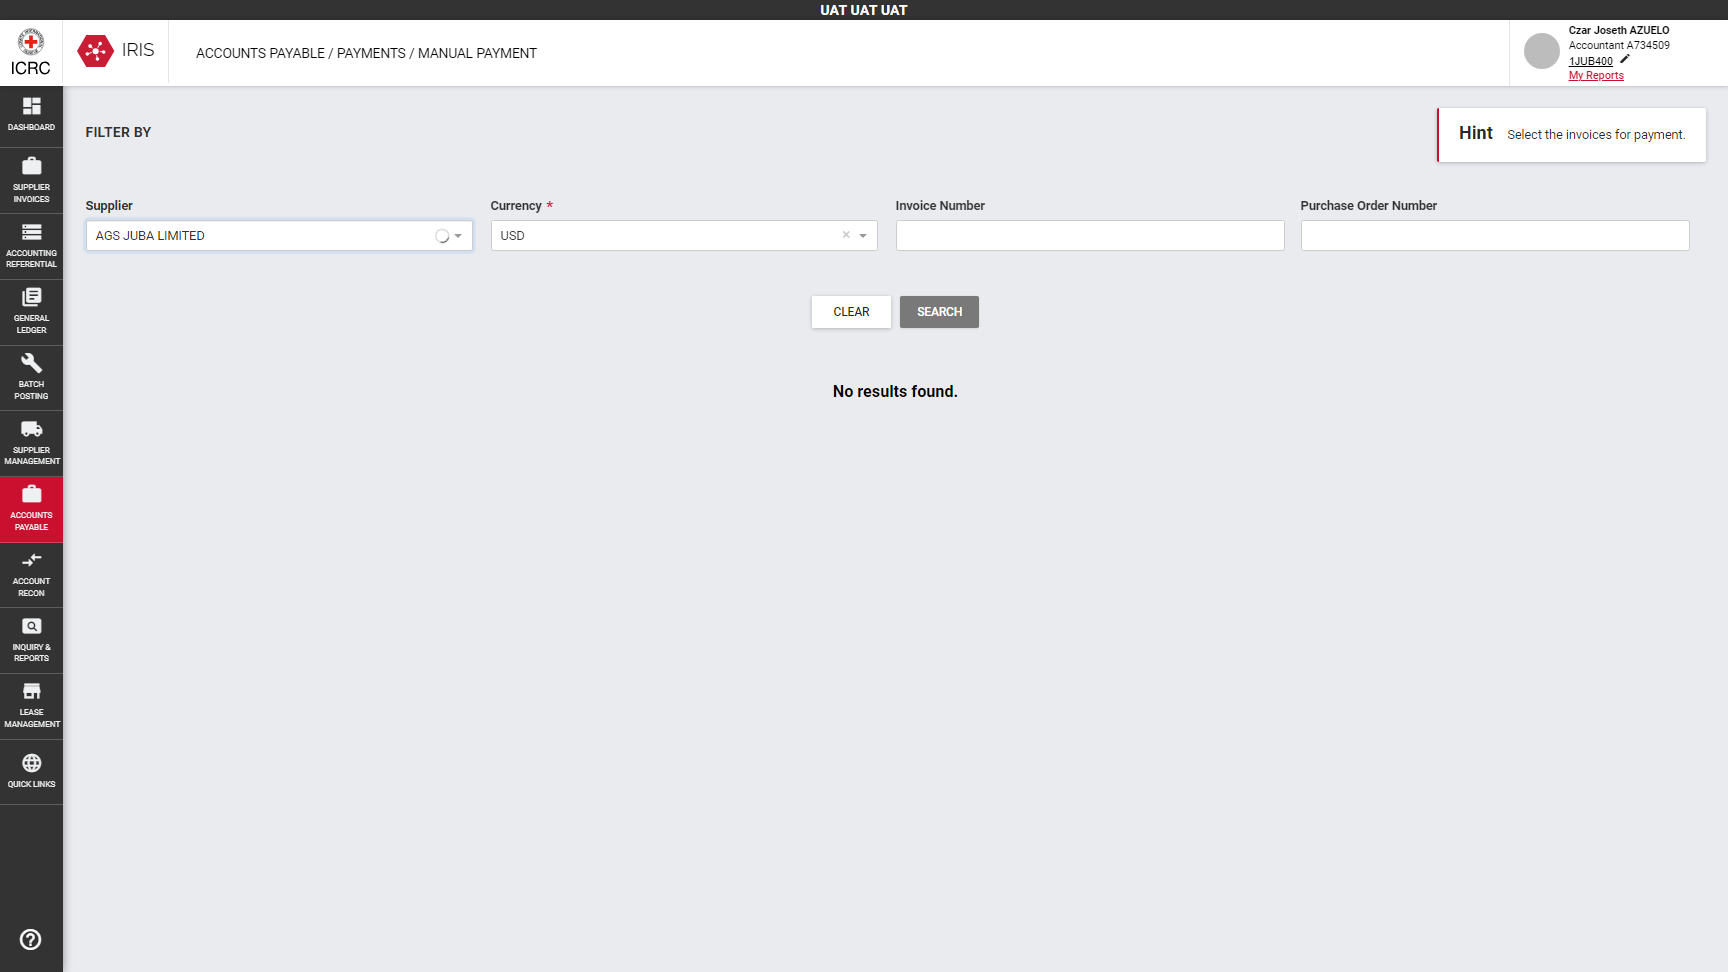 UAT UAT UAT
ICRC
IRIS
ACCOUNTS PAYABLE / PAYMENTS / MANUAL PAYMENT
Czar Joseth AZUELO
Accountant A734509
1JUB400
My Reports
DASHBOARD
SUPPLIER
INVOICES
ACCOUNTING
REFERENTIAL
GENERAL
LEDGER
BATCH
POSTING
SUPPLIER
MANAGEMENT
ACCOUNTS
PAYABLE
ACCOUNT
RECON
INQUIRY &
REPORTS
LEASE
MANAGEMENT
QUICK LINKS
FILTER BY
Hint Select the invoices for payment.
Supplier
AGS JUBA LIMITED
Currency *
USD
Invoice Number
Purchase Order Number
CLEAR
SEARCH
No results found.